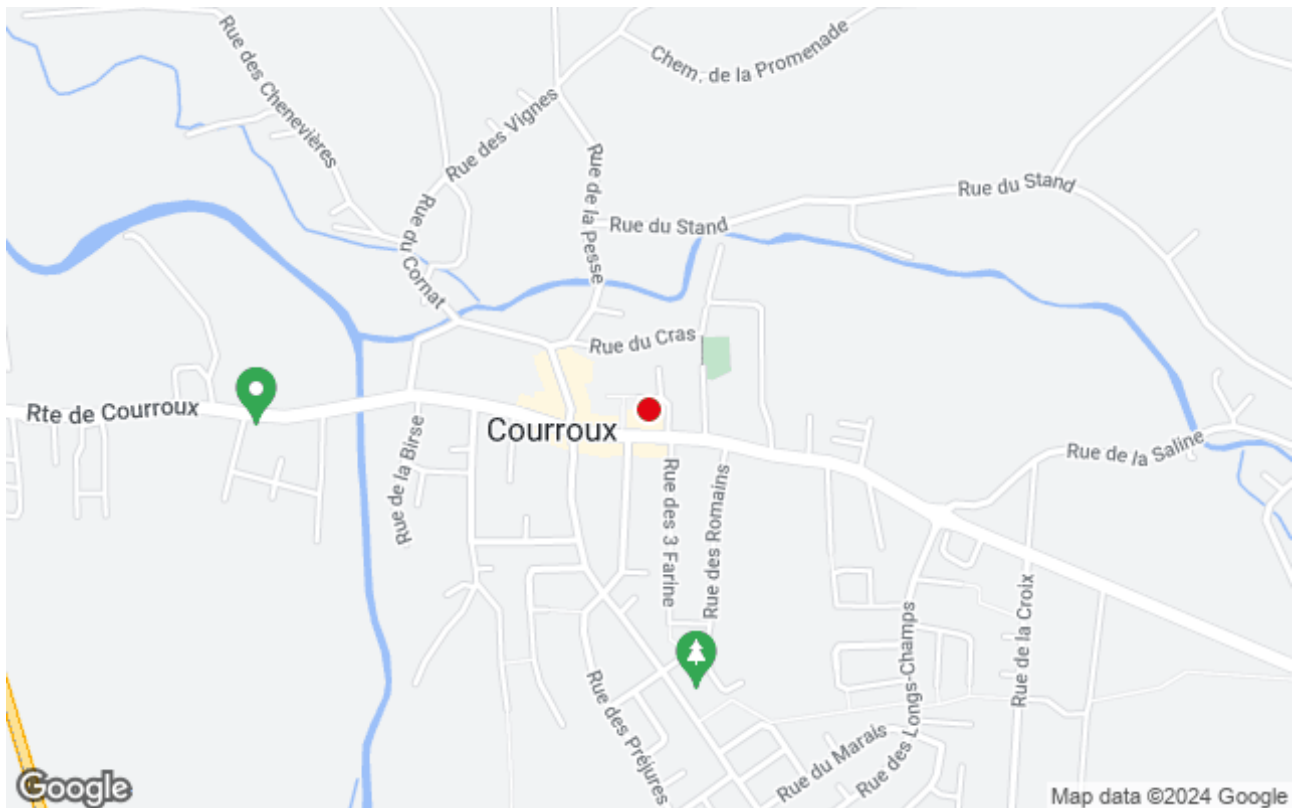 Rue des Chenevières
Chem. de la Promenade
Rue des Vignes
Rue de la Pesse
Rue du Stand
Rue du Stand
Rue du Cornat
Rue du Cras
Rte de Courroux
Courroux
Rue de la Birse
Rue des 3 Farine
Rue des Romains
Rue de la Saline
Rue de la Croix
Rue des Longs-Champs
Rue des Préjures
Rue du Marais
Google
Map data ©2024 Google